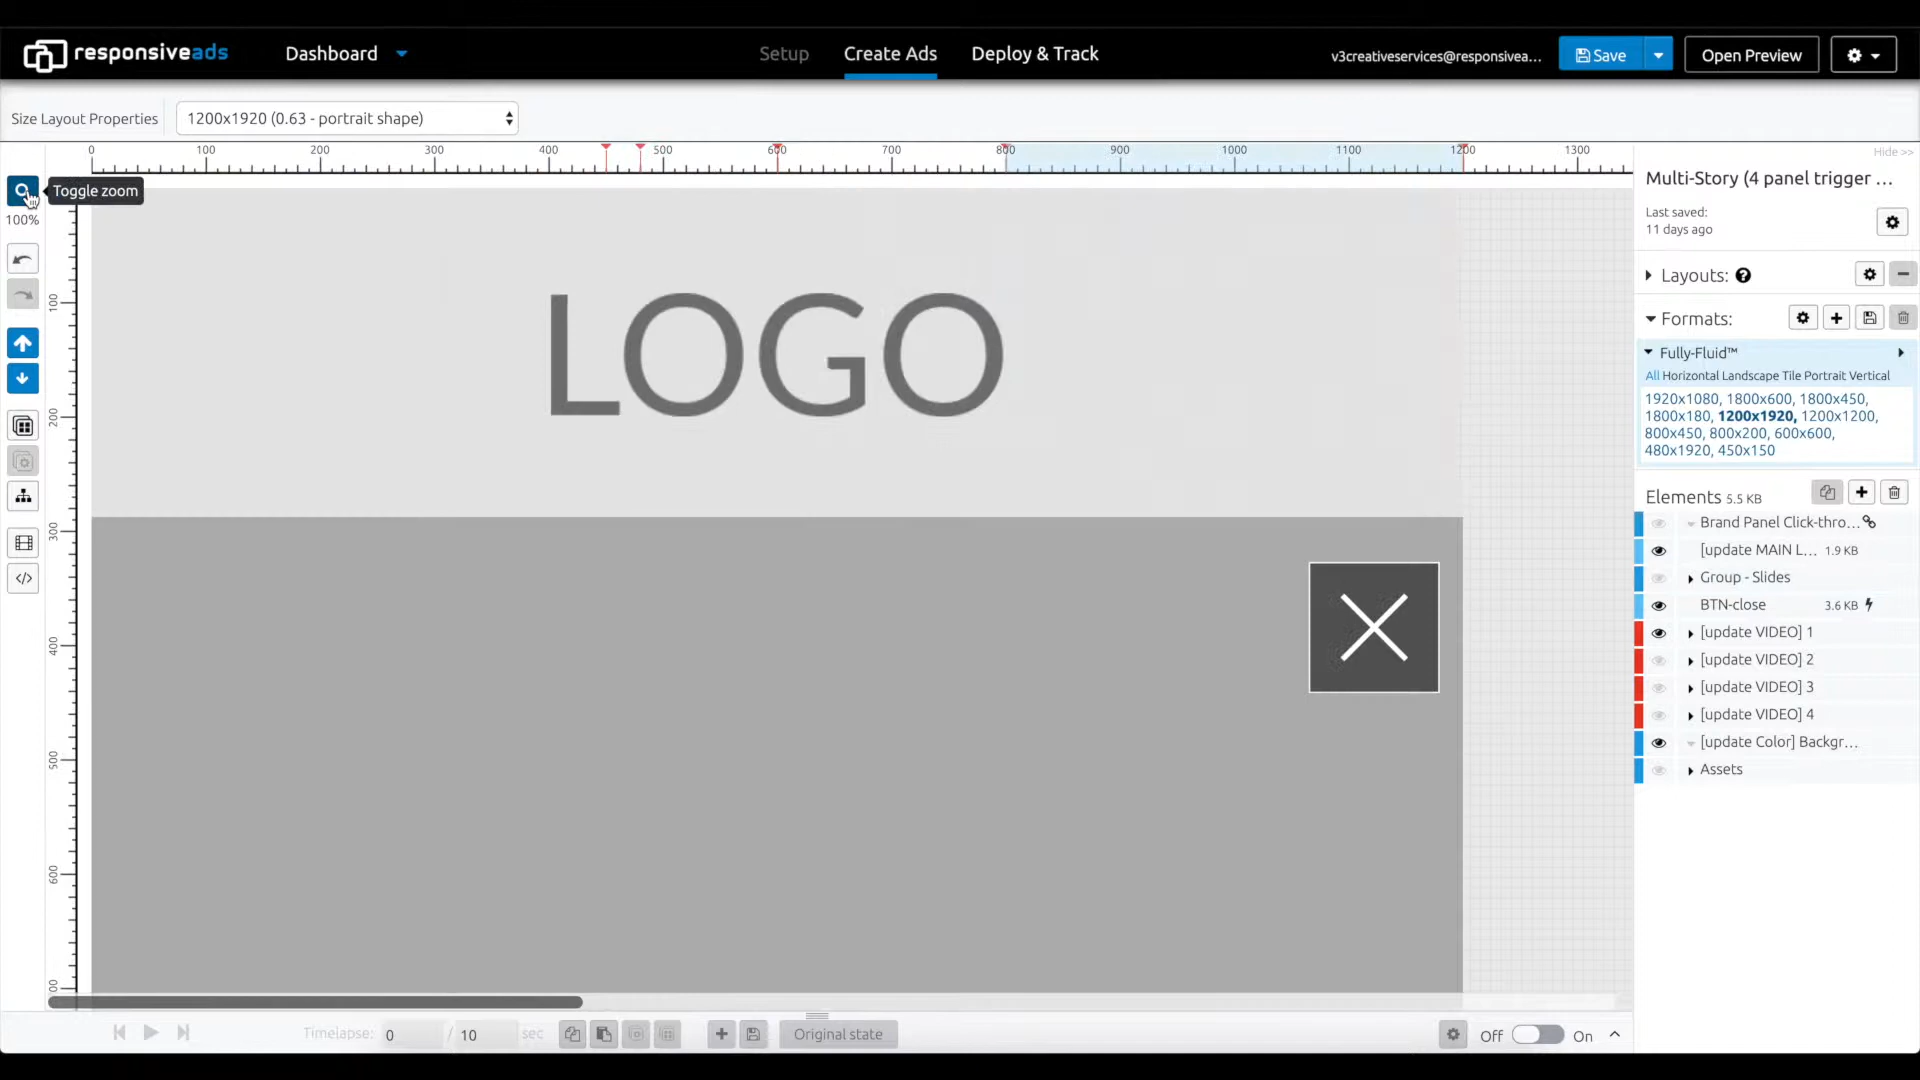 responsiveads
Dashboard
Setup
Create Ads
Deploy & Track
v3creativeservices@responsivea...
Save
Open Preview
Size Layout Properties
1200x1920 (0.63 - portrait shape)
0 100 200 300 400 500 600 700 800 900 1000 1100 1200 1300
Hide >>
Toggle zoom
100%
100
200
300
400
500
600
LOGO
Multi-Story (4 panel trigger ...
Last saved:
11 days ago
Layouts:
Formats:
Fully-Fluid™
All Horizontal Landscape Tile Portrait Vertical
1920x1080, 1800x600, 1800x450,
1800x180, 1200x1920, 1200x1200,
800x450, 800x200, 600x600,
480x1920, 450x150
Elements 5.5 KB
Brand Panel Click-thro...
[update MAIN L... 1.9 KB
Group - Slides
BTN-close 3.6 KB
[update VIDEO] 1
[update VIDEO] 2
[update VIDEO] 3
[update VIDEO] 4
[update Color] Backgr...
Assets
Timelapse: 0 / 10 sec
Original state
Off
On